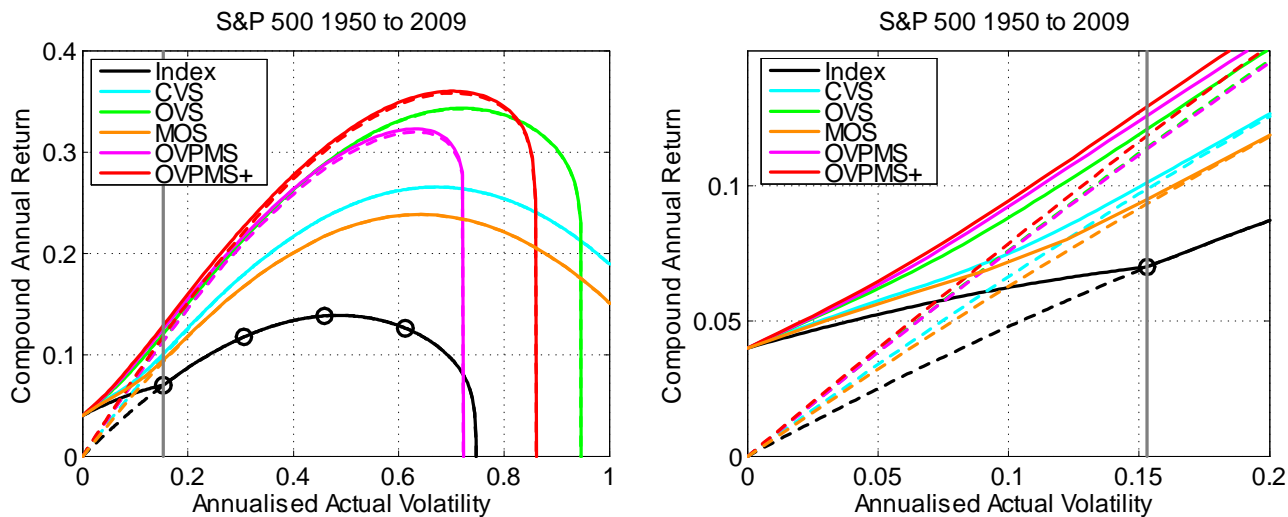 S&P 500 1950 to 2009
0.4
0.3
0.2
0.1
0
Compound Annual Return
Index
CVS
OVS
MOS
OVPMS
OVPMS+
0
0.2
0.4
0.6
0.8
1
Annualised Actual Volatility
S&P 500 1950 to 2009
0.1
0.05
0
Compound Annual Return
Index
CVS
OVS
MOS
OVPMS
OVPMS+
0
0.05
0.1
0.15
0.2
Annualised Actual Volatility